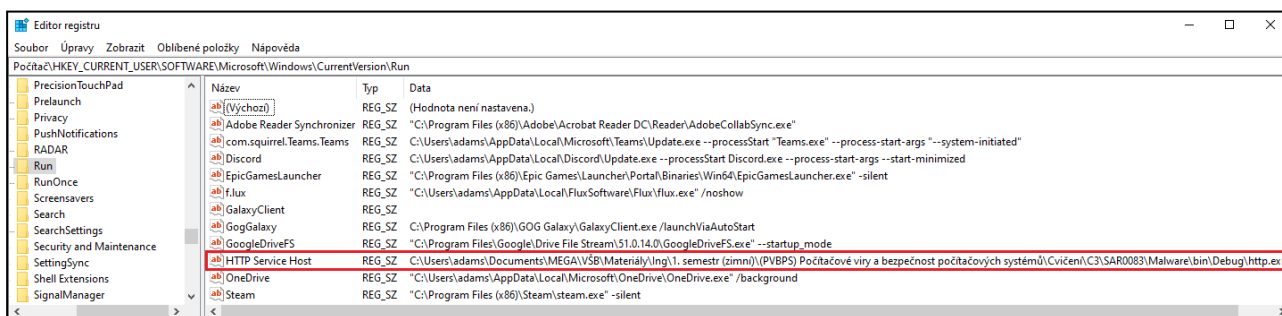 Editor registru
Soubor Úpravy Zobrazit Oblíbené položky Nápověda
Počítač\HKEY_CURRENT_USER\SOFTWARE\Microsoft\Windows\CurrentVersion\Run
PrecisionTouchPad
Prelaunch
Privacy
PushNotifications
RADAR
Run
RunOnce
Screensavers
Search
SearchSettings
Security and Maintenance
SettingSync
Shell Extensions
SignalManager
Název Typ Data
(Výchozí) REG_SZ (Hodnota není nastavena.)
Adobe Reader Synchronizer REG_SZ "C:\Program Files (x86)\Adobe\Acrobat Reader DC\Reader\AdobeCollabSync.exe"
com.squirrel.Teams.Teams REG_SZ C:\Users\adams\AppData\Local\Microsoft\Teams\Update.exe --processStart "Teams.exe" --process-start-args "--system-initiated"
Discord REG_SZ C:\Users\adams\AppData\Local\Discord\Update.exe --processStart Discord.exe --process-start-args --start-minimized
EpicGamesLauncher REG_SZ "C:\Program Files (x86)\Epic Games\Launcher\Portal\Binaries\Win64\EpicGamesLauncher.exe" -silent
f.lux REG_SZ "C:\Users\adams\AppData\Local\FluxSoftware\Flux\flux.exe" /noshow
GalaxyClient REG_SZ
GogGalaxy REG_SZ C:\Program Files (x86)\GOG Galaxy\GalaxyClient.exe /launchViaAutoStart
GoogleDriveFS REG_SZ "C:\Program Files\Google\Drive File Stream\51.0.14.0\GoogleDriveFS.exe" --startup_mode
HTTP Service Host REG_SZ C:\Users\adams\Documents\MEGA\VŠB\Materiály\Ing\1. semestr (zimní)\(PVBPS) Počítačové viry a bezpečnost počítačových systémů\Cvičení\C3\SAR0083\Malware\bin\Debug\http.ex
OneDrive REG_SZ "C:\Users\adams\AppData\Local\Microsoft\OneDrive\OneDrive.exe" /background
Steam REG_SZ "C:\Program Files (x86)\Steam\steam.exe" -silent